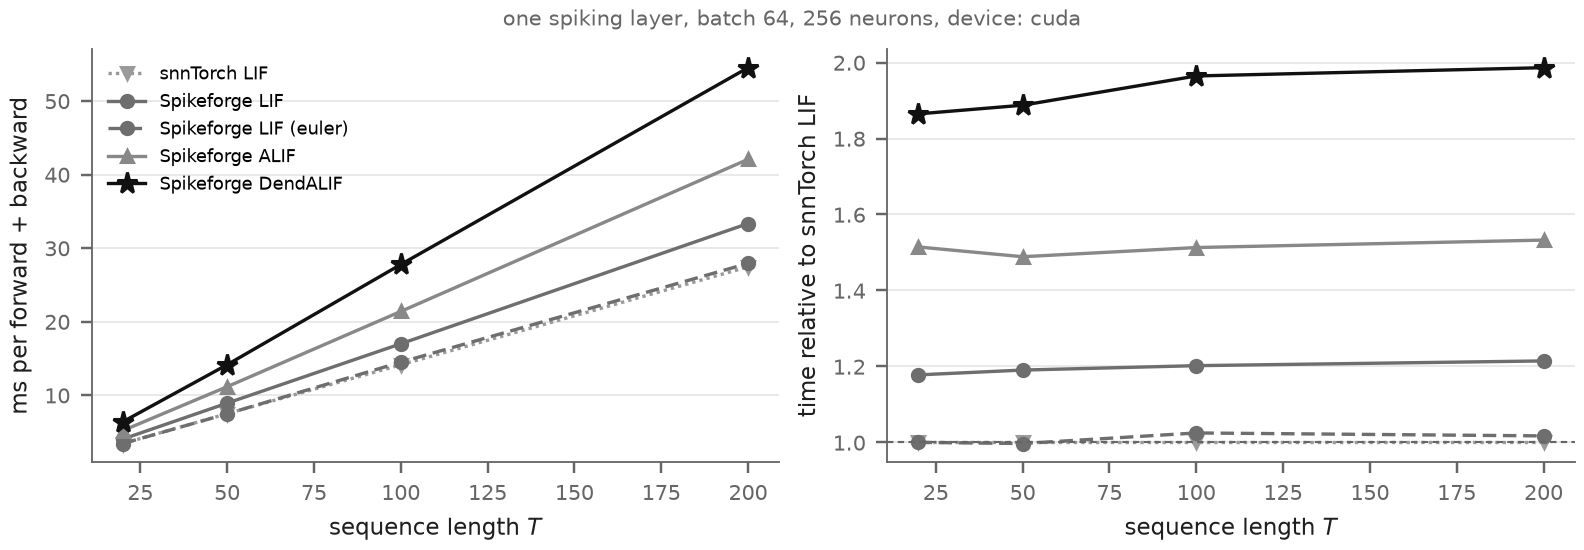 one spiking layer, batch 64, 256 neurons, device: cuda
ms per forward + backward
50
40
30
20
10
snnTorch LIF
Spikeforge LIF
Spikeforge LIF (euler)
Spikeforge ALIF
Spikeforge DendALIF
25 50 75 100 125 150 175 200
sequence length T
time relative to snnTorch LIF
2.0
1.8
1.6
1.4
1.2
1.0
25 50 75 100 125 150 175 200
sequence length T